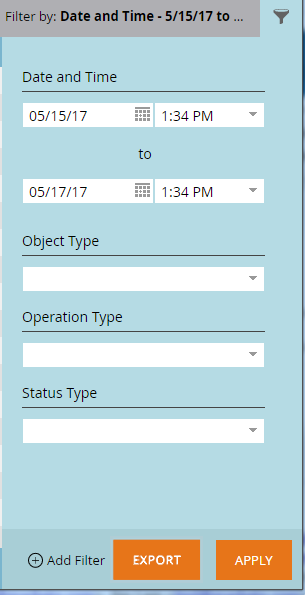 Filter by: Date and Time - 5/15/17 to ...
Date and Time
05/15/17 1:34 PM
to
05/17/17 1:34 PM
Object Type
Operation Type
Status Type
Add Filter EXPORT APPLY